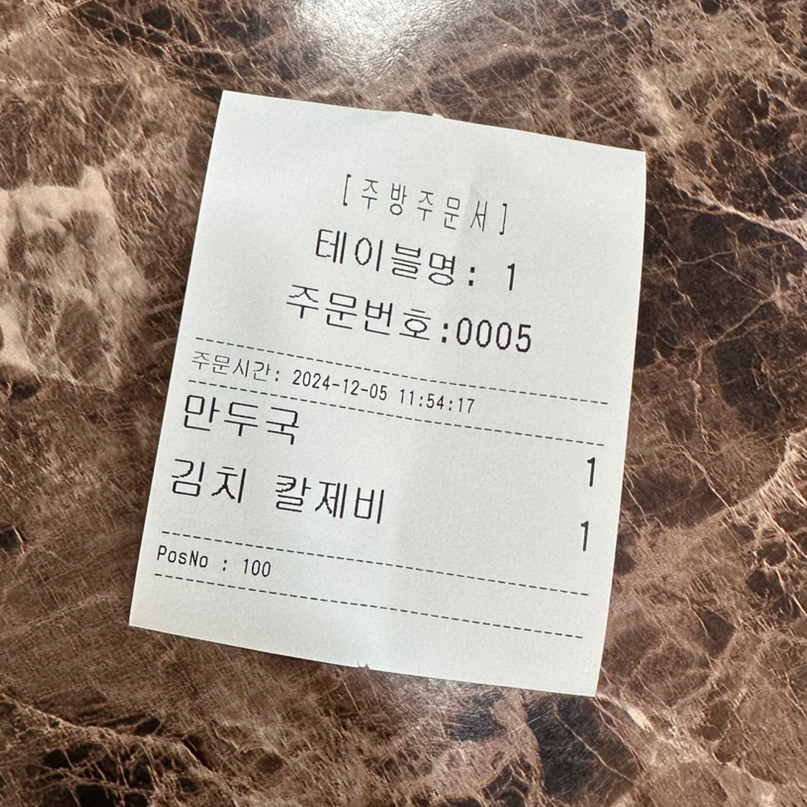 [주방주문서]
테이블명: 1
주문번호:0005
주문시간: 2024-12-05 11:54:17
만두국 1
김치 칼제비 1
PosNo : 100